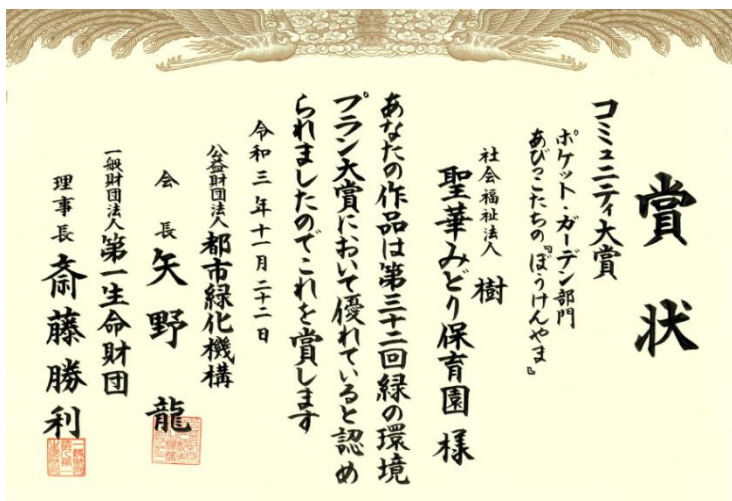 賞状
コミュニティ大賞
ポケット・ガーデン部門
あびっこたちの『ぼうけんやま』
社会福祉法人 樹
聖華みどり保育園 様
あなたの作品は第三十二回緑の環境
プラン大賞において優れていると認め
られましたのでこれを賞します
令和三年十一月二十二日
公益財団法人 都市緑化機構
会長 矢野 龍
一般財団法人 第一生命財団
理事長 斎藤勝利